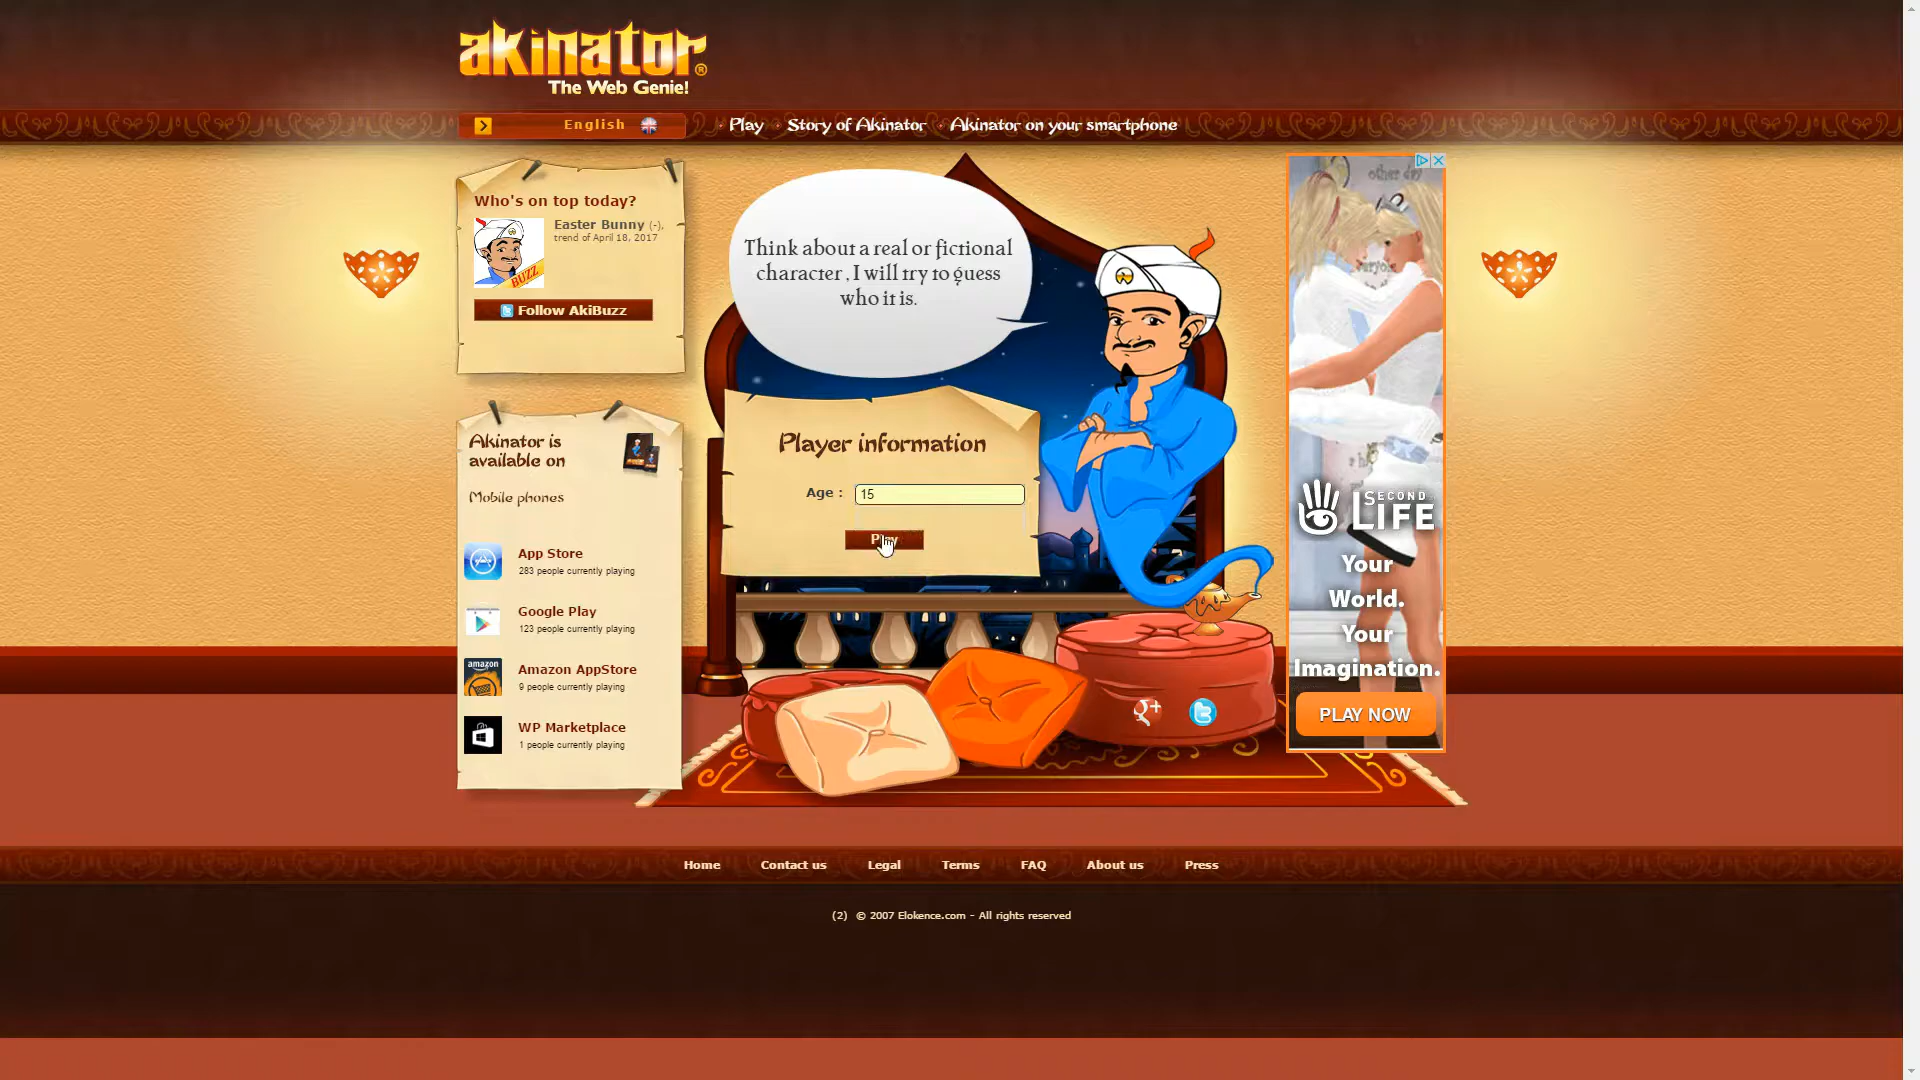 akinator®
The Web Genie!
English
· Play · Story of Akinator · Akinator on your smartphone
Who's on top today?
Easter Bunny (-),
trend of April 18, 2017
BUZZ
Follow AkiBuzz
Think about a real or fictional
character , I will try to guess
who it is.
Player information
Age : 15
Play
Akinator is
available on
Mobile phones
App Store
283 people currently playing
Google Play
123 people currently playing
amazon
Amazon AppStore
9 people currently playing
WP Marketplace
1 people currently playing
other day
SECOND
LIFE
Your
World.
Your
Imagination.
PLAY NOW
Home Contact us Legal Terms FAQ About us Press
(2) © 2007 Elokence.com - All rights reserved